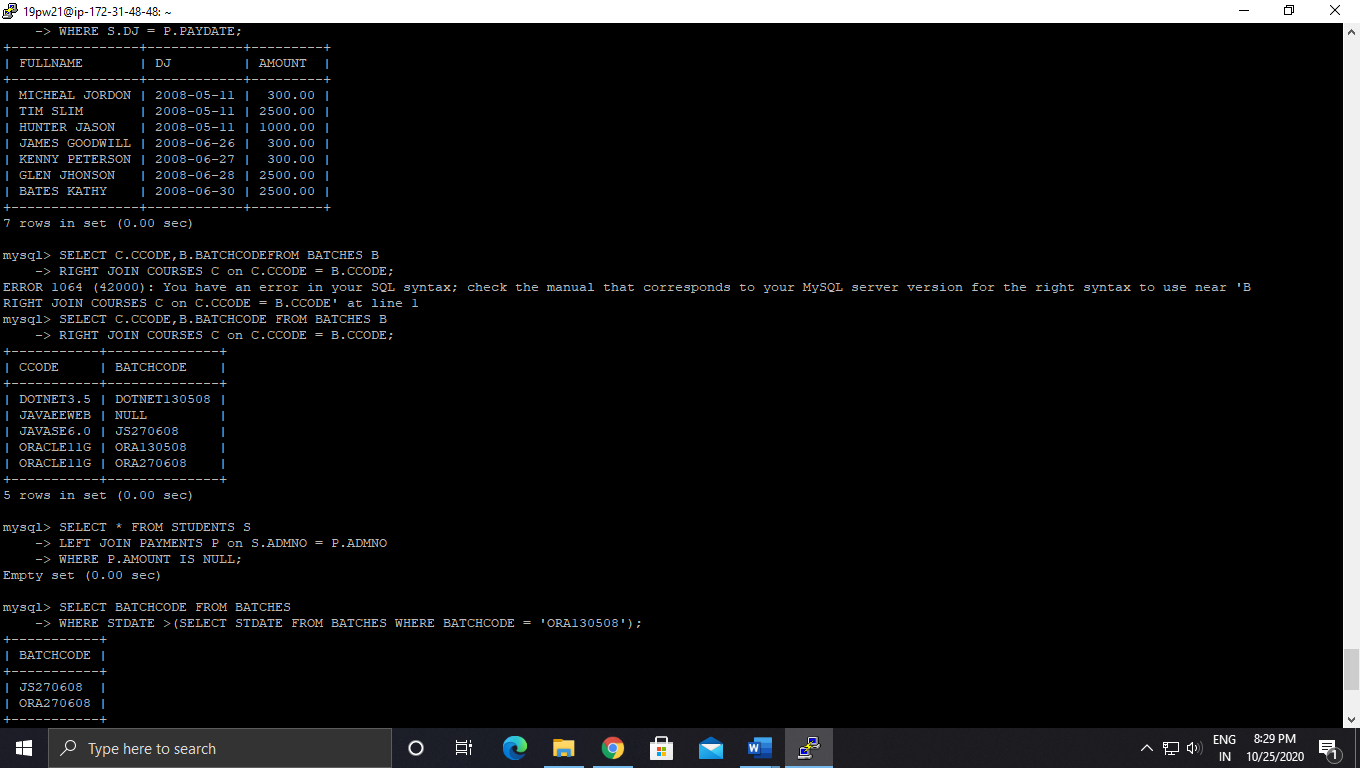 19pw21@ip-172-31-48-48: ~
    -> WHERE S.DJ = P.PAYDATE;
+----------------+------------+---------+
| FULLNAME       | DJ         | AMOUNT  |
+----------------+------------+---------+
| MICHEAL JORDON | 2008-05-11 |  300.00 |
| TIM SLIM       | 2008-05-11 | 2500.00 |
| HUNTER JASON   | 2008-05-11 | 1000.00 |
| JAMES GOODWILL | 2008-06-26 |  300.00 |
| KENNY PETERSON | 2008-06-27 |  300.00 |
| GLEN JHONSON   | 2008-06-28 | 2500.00 |
| BATES KATHY    | 2008-06-30 | 2500.00 |
+----------------+------------+---------+
7 rows in set (0.00 sec)
mysql> SELECT C.CCODE,B.BATCHCODEFROM BATCHES B
    -> RIGHT JOIN COURSES C on C.CCODE = B.CCODE;
ERROR 1064 (42000): You have an error in your SQL syntax; check the manual that corresponds to your MySQL server version for the right syntax to use near 'B
RIGHT JOIN COURSES C on C.CCODE = B.CCODE' at line 1
mysql> SELECT C.CCODE,B.BATCHCODE FROM BATCHES B
    -> RIGHT JOIN COURSES C on C.CCODE = B.CCODE;
+-----------+--------------+
| CCODE     | BATCHCODE    |
+-----------+--------------+
| DOTNET3.5 | DOTNET130508 |
| JAVAEEWEB | NULL         |
| JAVASE6.0 | JS270608     |
| ORACLE11G | ORA130508    |
| ORACLE11G | ORA270608    |
+-----------+--------------+
5 rows in set (0.00 sec)
mysql> SELECT * FROM STUDENTS S
    -> LEFT JOIN PAYMENTS P on S.ADMNO = P.ADMNO
    -> WHERE P.AMOUNT IS NULL;
Empty set (0.00 sec)
mysql> SELECT BATCHCODE FROM BATCHES
    -> WHERE STDATE >(SELECT STDATE FROM BATCHES WHERE BATCHCODE = 'ORA130508');
+-----------+
| BATCHCODE |
+-----------+
| JS270608  |
| ORA270608 |
+-----------+
Type here to search
ENG
IN
8:29 PM
10/25/2020
1